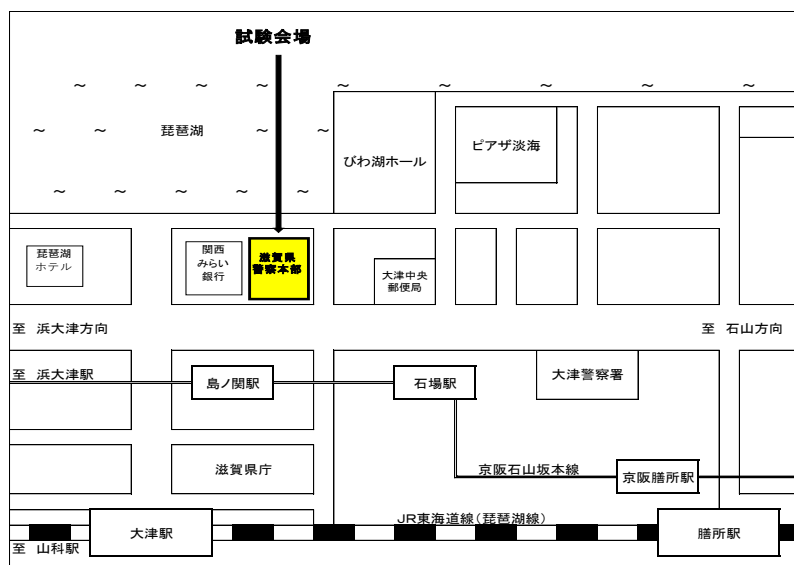 試験会場
～ ～ ～ ～ ～ ～ ～ ～ ～
～ ～ 琵琶湖 ～ ～
～ ～ ～ ～ ～
びわ湖ホール
ピアザ淡海
琵琶湖
ホテル
関西
みらい
銀行
滋賀県
警察本部
大津中央
郵便局
至 浜大津方向
至 石山方向
至 浜大津駅
島ノ関駅
石場駅
大津警察署
滋賀県庁
京阪石山坂本線
京阪膳所駅
JR東海道線(琵琶湖線)
大津駅
膳所駅
至 山科駅